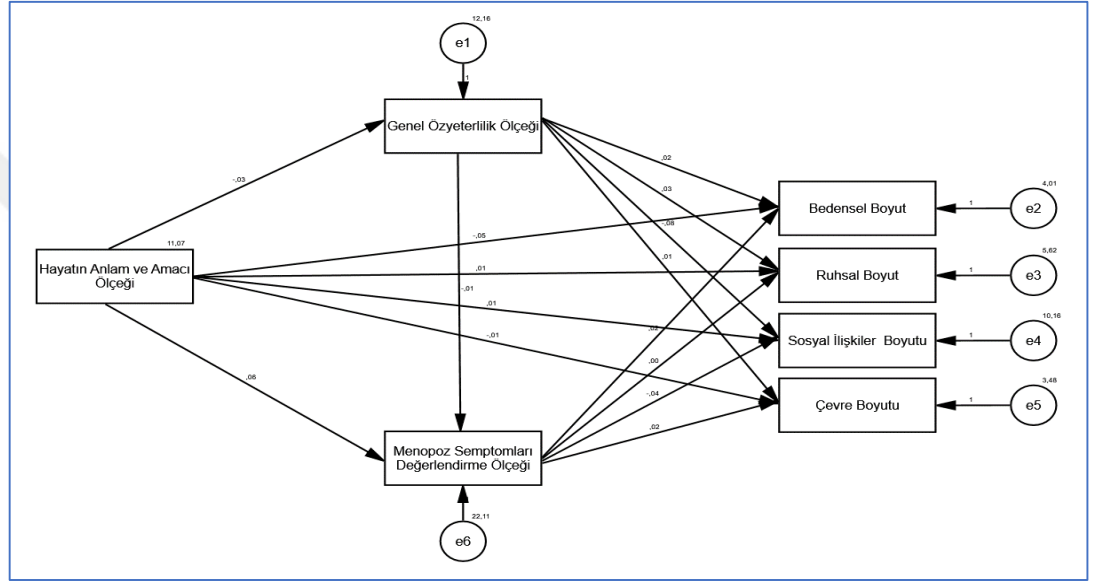 12,16
e1
1
Genel Özyeterlilik Ölçeği
-,03
,02
,03
-,08
,01
4,01
Bedensel Boyut
1
e2
-,05
11,07
Hayatın Anlam ve Amacı
Ölçeği
,01
-,01
,01
-,01
5,62
Ruhsal Boyut
1
e3
10,16
Sosyal İlişkiler Boyutu
1
e4
3,48
Çevre Boyutu
1
e5
,02
,00
-,04
,02
,08
Menopoz Semptomları
Değerlendirme Ölçeği
22,11
e6